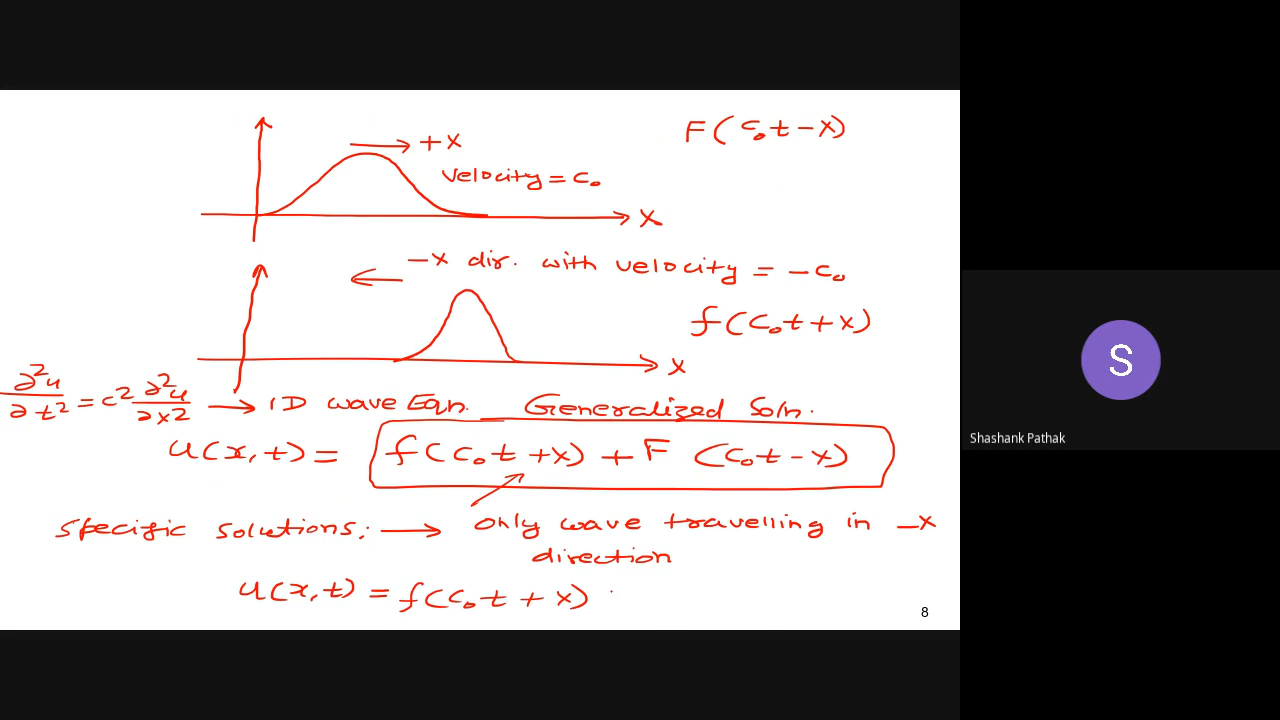 F(c₀t-x)
→ +x
velocity = c₀
x
-x dir. with velocity = -c₀
f(c₀t+x)
x
∂²u/∂t² = c² ∂²u/∂x² → 1D wave Eqn. Generalized Soln.
u(x,t) = f(c₀t+x) + F(c₀t-x)
Specific solutions: → only wave travelling in -x
direction
u(x,t) = f(c₀t+x)
8
S
Shashank Pathak